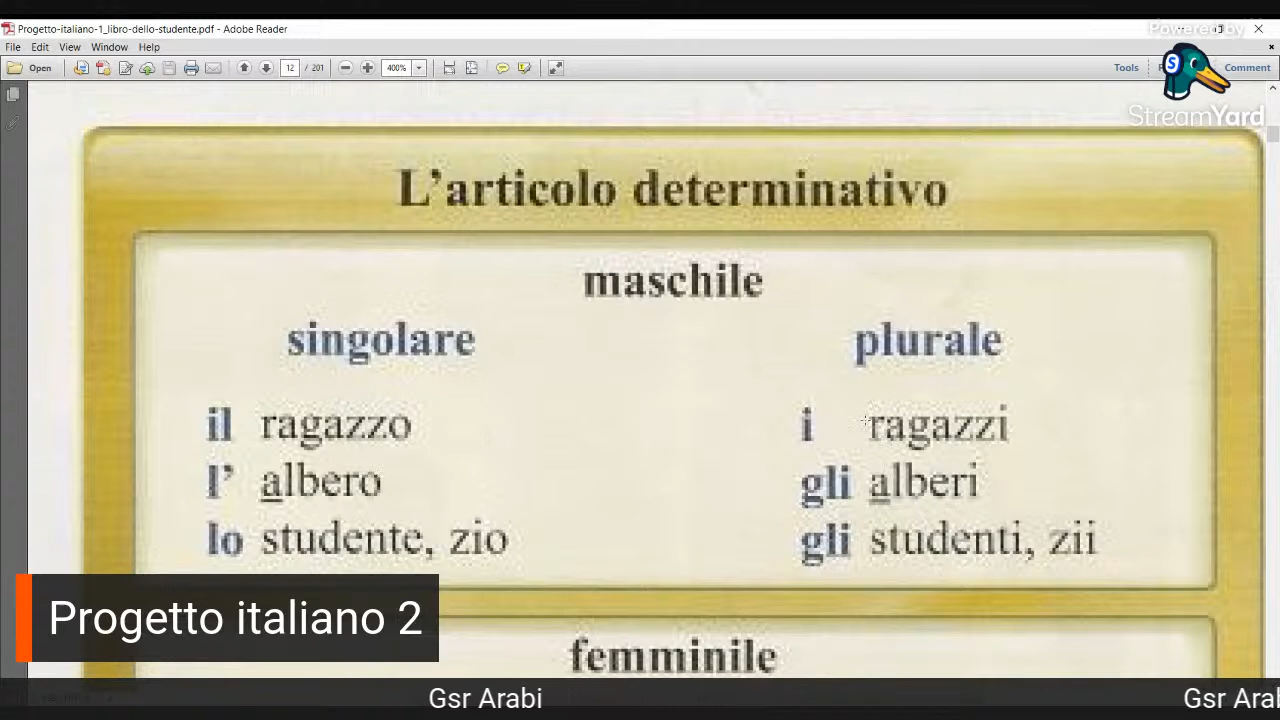 Progetto-italiano-1_libro-dello-studente.pdf - Adobe Reader
Powered by
File Edit View Window Help
Open 12 / 201 400% Tools Comment
StreamYard
L’articolo determinativo
maschile
singolare plurale
il ragazzo i ragazzi
l’ albero gli alberi
lo studente, zio gli studenti, zii
Progetto italiano 2
femminile
Gsr Arabi Gsr Arab